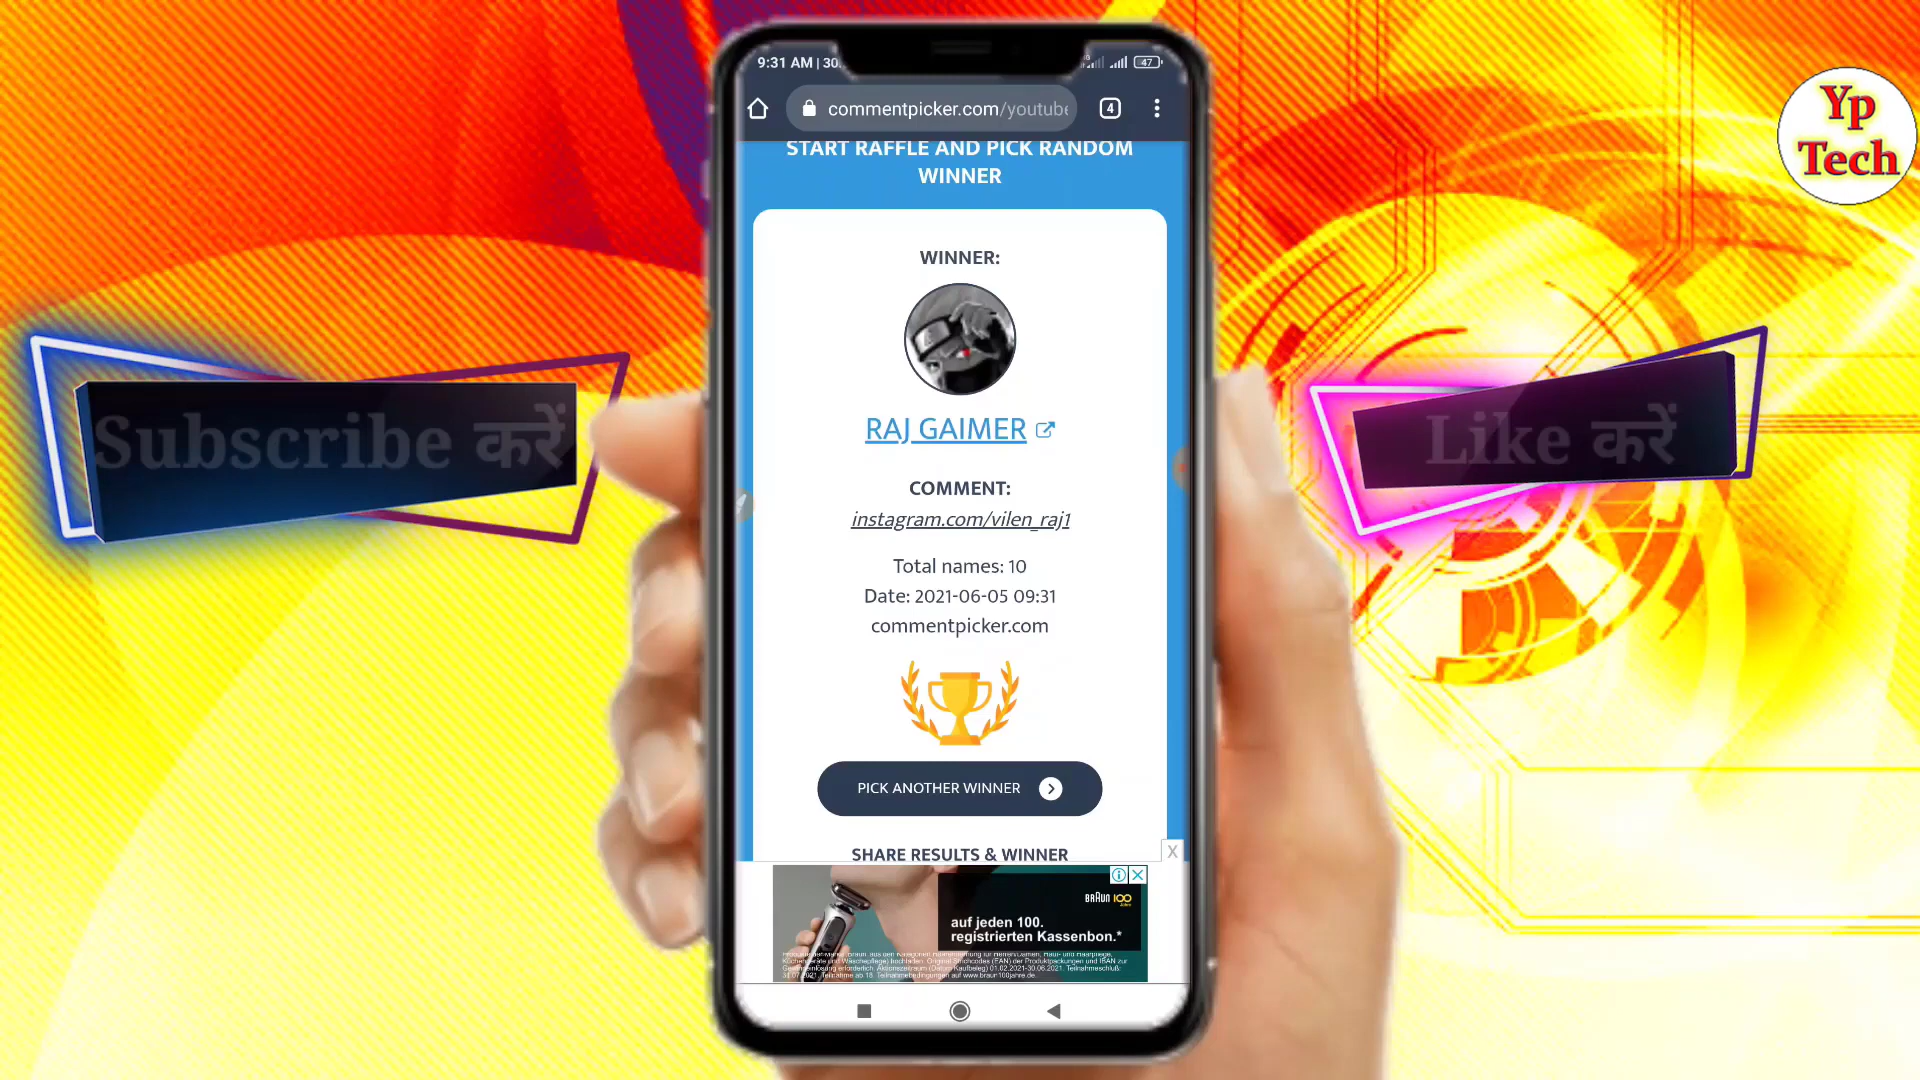 9:31 AM | 30.
47
commentpicker.com/youtube
4
Yp
Tech
START RAFFLE AND PICK RANDOM
WINNER
WINNER:
RAJ GAIMER
Subscribe करें
Like करें
COMMENT:
instagram.com/vilen_raj1
Total names: 10
Date: 2021-06-05 09:31
commentpicker.com
PICK ANOTHER WINNER
SHARE RESULTS & WINNER
X
BRAUN 100
auf jeden 100.
registrierten Kassenbon.*